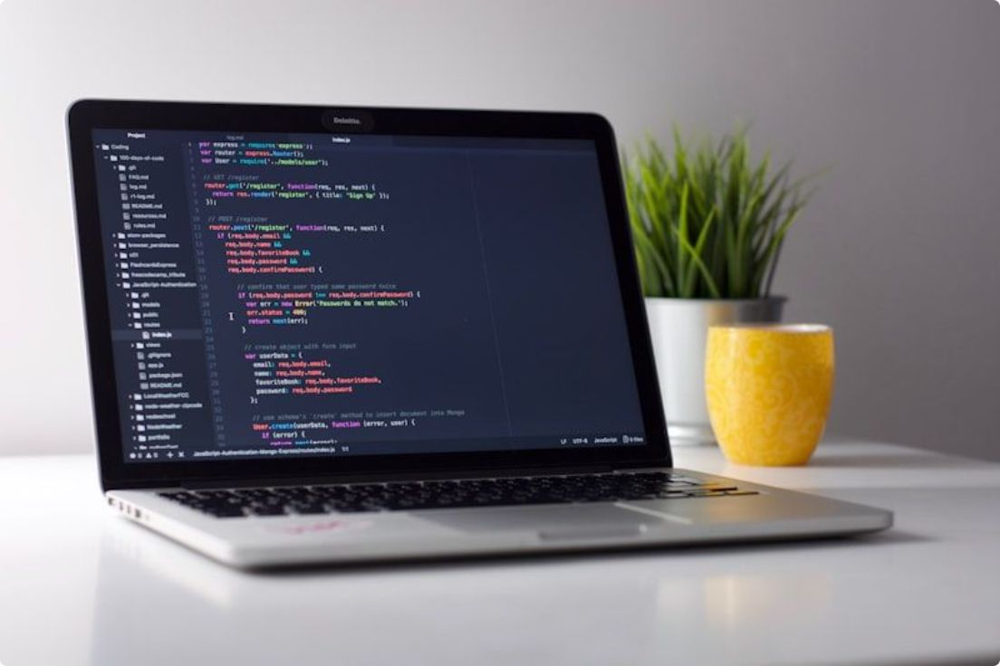 Deloitte.
Project
Coding
100-days-of-code
.git
FAQ.md
log.md
r1-log.md
README.md
resources.md
rules.md
atom-packages
browser_persistence
FlashcardsExpress
freecodecamp_tribute
JavaScript-Authentication
.git
models
public
routes
index.js
views
.gitignore
app.js
package.json
README.md
LocalWeatherFCC
node-weather-zipcode
nodeschool
NodeWeather
portfolio
log.md
index.js
var express = require('express');
var router = express.Router();
var User = require('../models/user');
// GET /register
router.get('/register', function(req, res, next) {
return res.render('register', { title: 'Sign Up' });
});
// POST /register
router.post('/register', function(req, res, next) {
if (req.body.email &&
req.body.name &&
req.body.favoriteBook &&
req.body.password &&
req.body.confirmPassword) {
// confirm that user typed same password twice
if (req.body.password !== req.body.confirmPassword) {
var err = new Error('Passwords do not match.');
err.status = 400;
return next(err);
}
// create object with form input
var userData = {
email: req.body.email,
name: req.body.name,
favoriteBook: req.body.favoriteBook,
password: req.body.password
};
// use schema's 'create' method to insert document into Mongo
User.create(userData, function (error, user) {
if (error) {
return next(error);
JavaScript-Authentication-Mongo-Express/routes/index.js 1:1
LF UTF-8 JavaScript 0 files